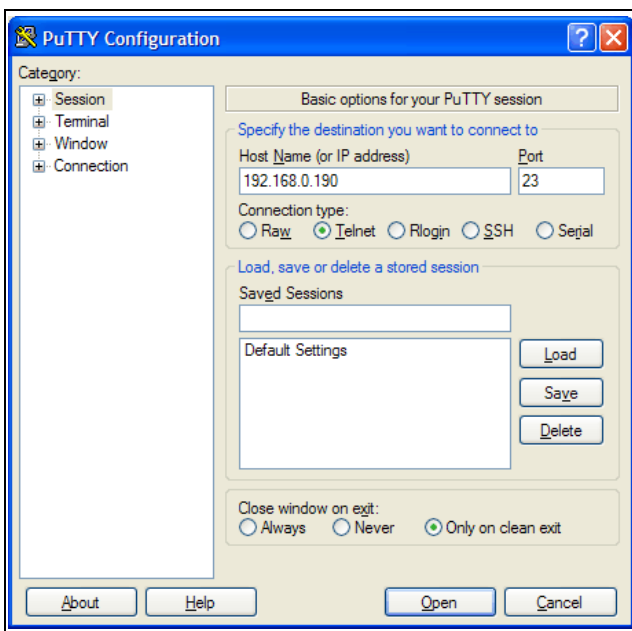 PuTTY Configuration
Category:
Session
Terminal
Window
Connection
Basic options for your PuTTY session
Specify the destination you want to connect to
Host Name (or IP address) Port
192.168.0.190 23
Connection type:
Raw Telnet Rlogin SSH Serial
Load, save or delete a stored session
Saved Sessions
Default Settings
Load
Save
Delete
Close window on exit:
Always Never Only on clean exit
About Help Open Cancel